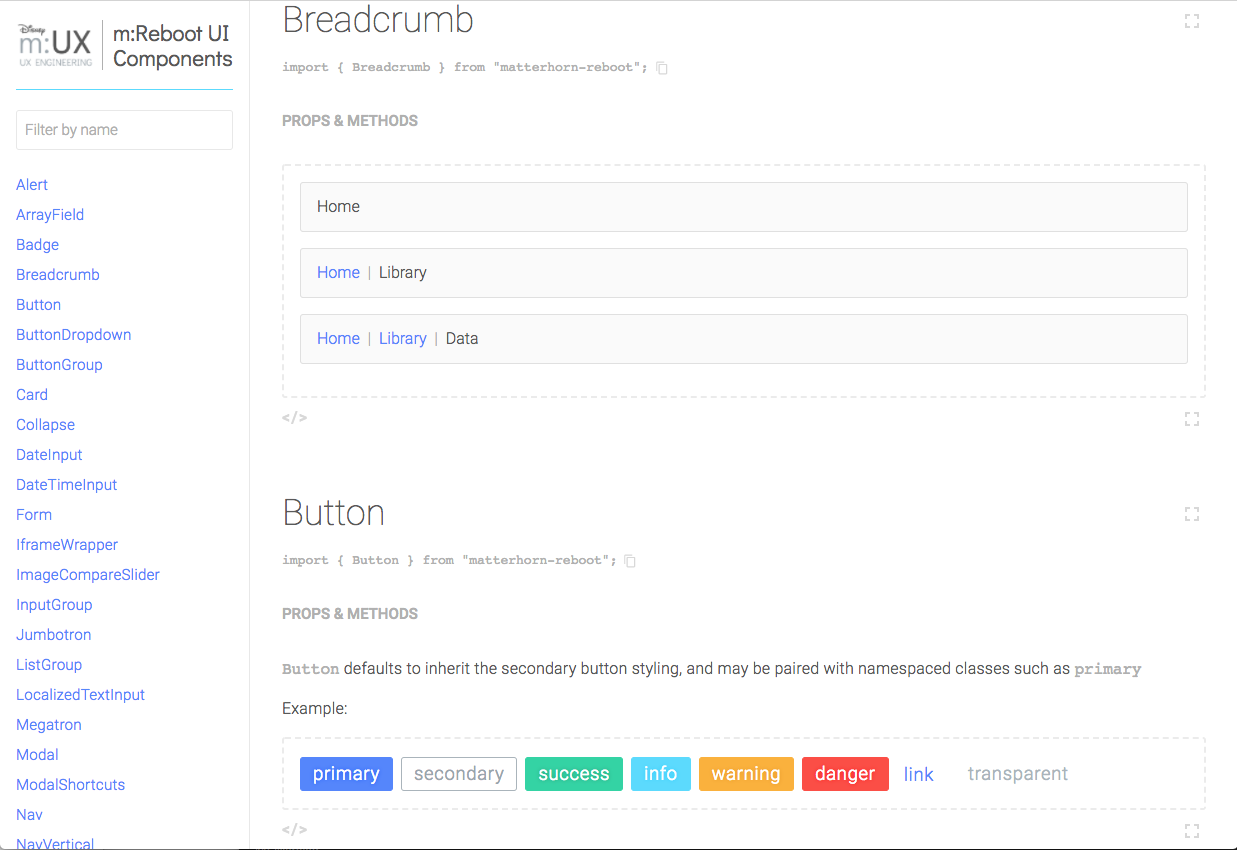 Disney
m:UX
UX ENGINEERING
m:Reboot UI
Components
Filter by name
Alert
ArrayField
Badge
Breadcrumb
Button
ButtonDropdown
ButtonGroup
Card
Collapse
DateInput
DateTimeInput
Form
IframeWrapper
ImageCompareSlider
InputGroup
Jumbotron
ListGroup
LocalizedTextInput
Megatron
Modal
ModalShortcuts
Nav
NavVertical
Breadcrumb
import { Breadcrumb } from "matterhorn-reboot";
PROPS & METHODS
Home
Home | Library
Home | Library | Data
</>
Button
import { Button } from "matterhorn-reboot";
PROPS & METHODS
Button defaults to inherit the secondary button styling, and may be paired with namespaced classes such as primary
Example:
primary secondary success info warning danger link transparent
</>